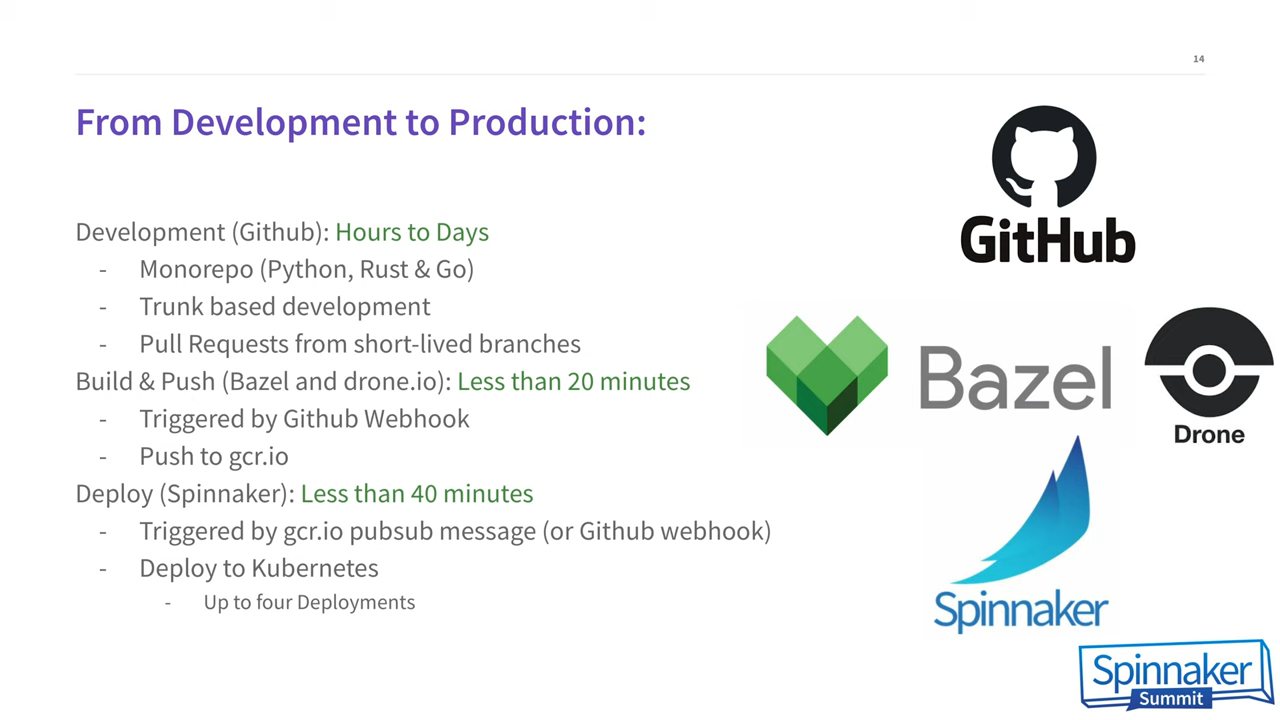 14
From Development to Production:
Development (Github): Hours to Days
- Monorepo (Python, Rust & Go)
- Trunk based development
- Pull Requests from short-lived branches
Build & Push (Bazel and drone.io): Less than 20 minutes
- Triggered by Github Webhook
- Push to gcr.io
Deploy (Spinnaker): Less than 40 minutes
- Triggered by gcr.io pubsub message (or Github webhook)
- Deploy to Kubernetes
- Up to four Deployments
GitHub
Bazel
Drone
Spinnaker
Spinnaker
Summit